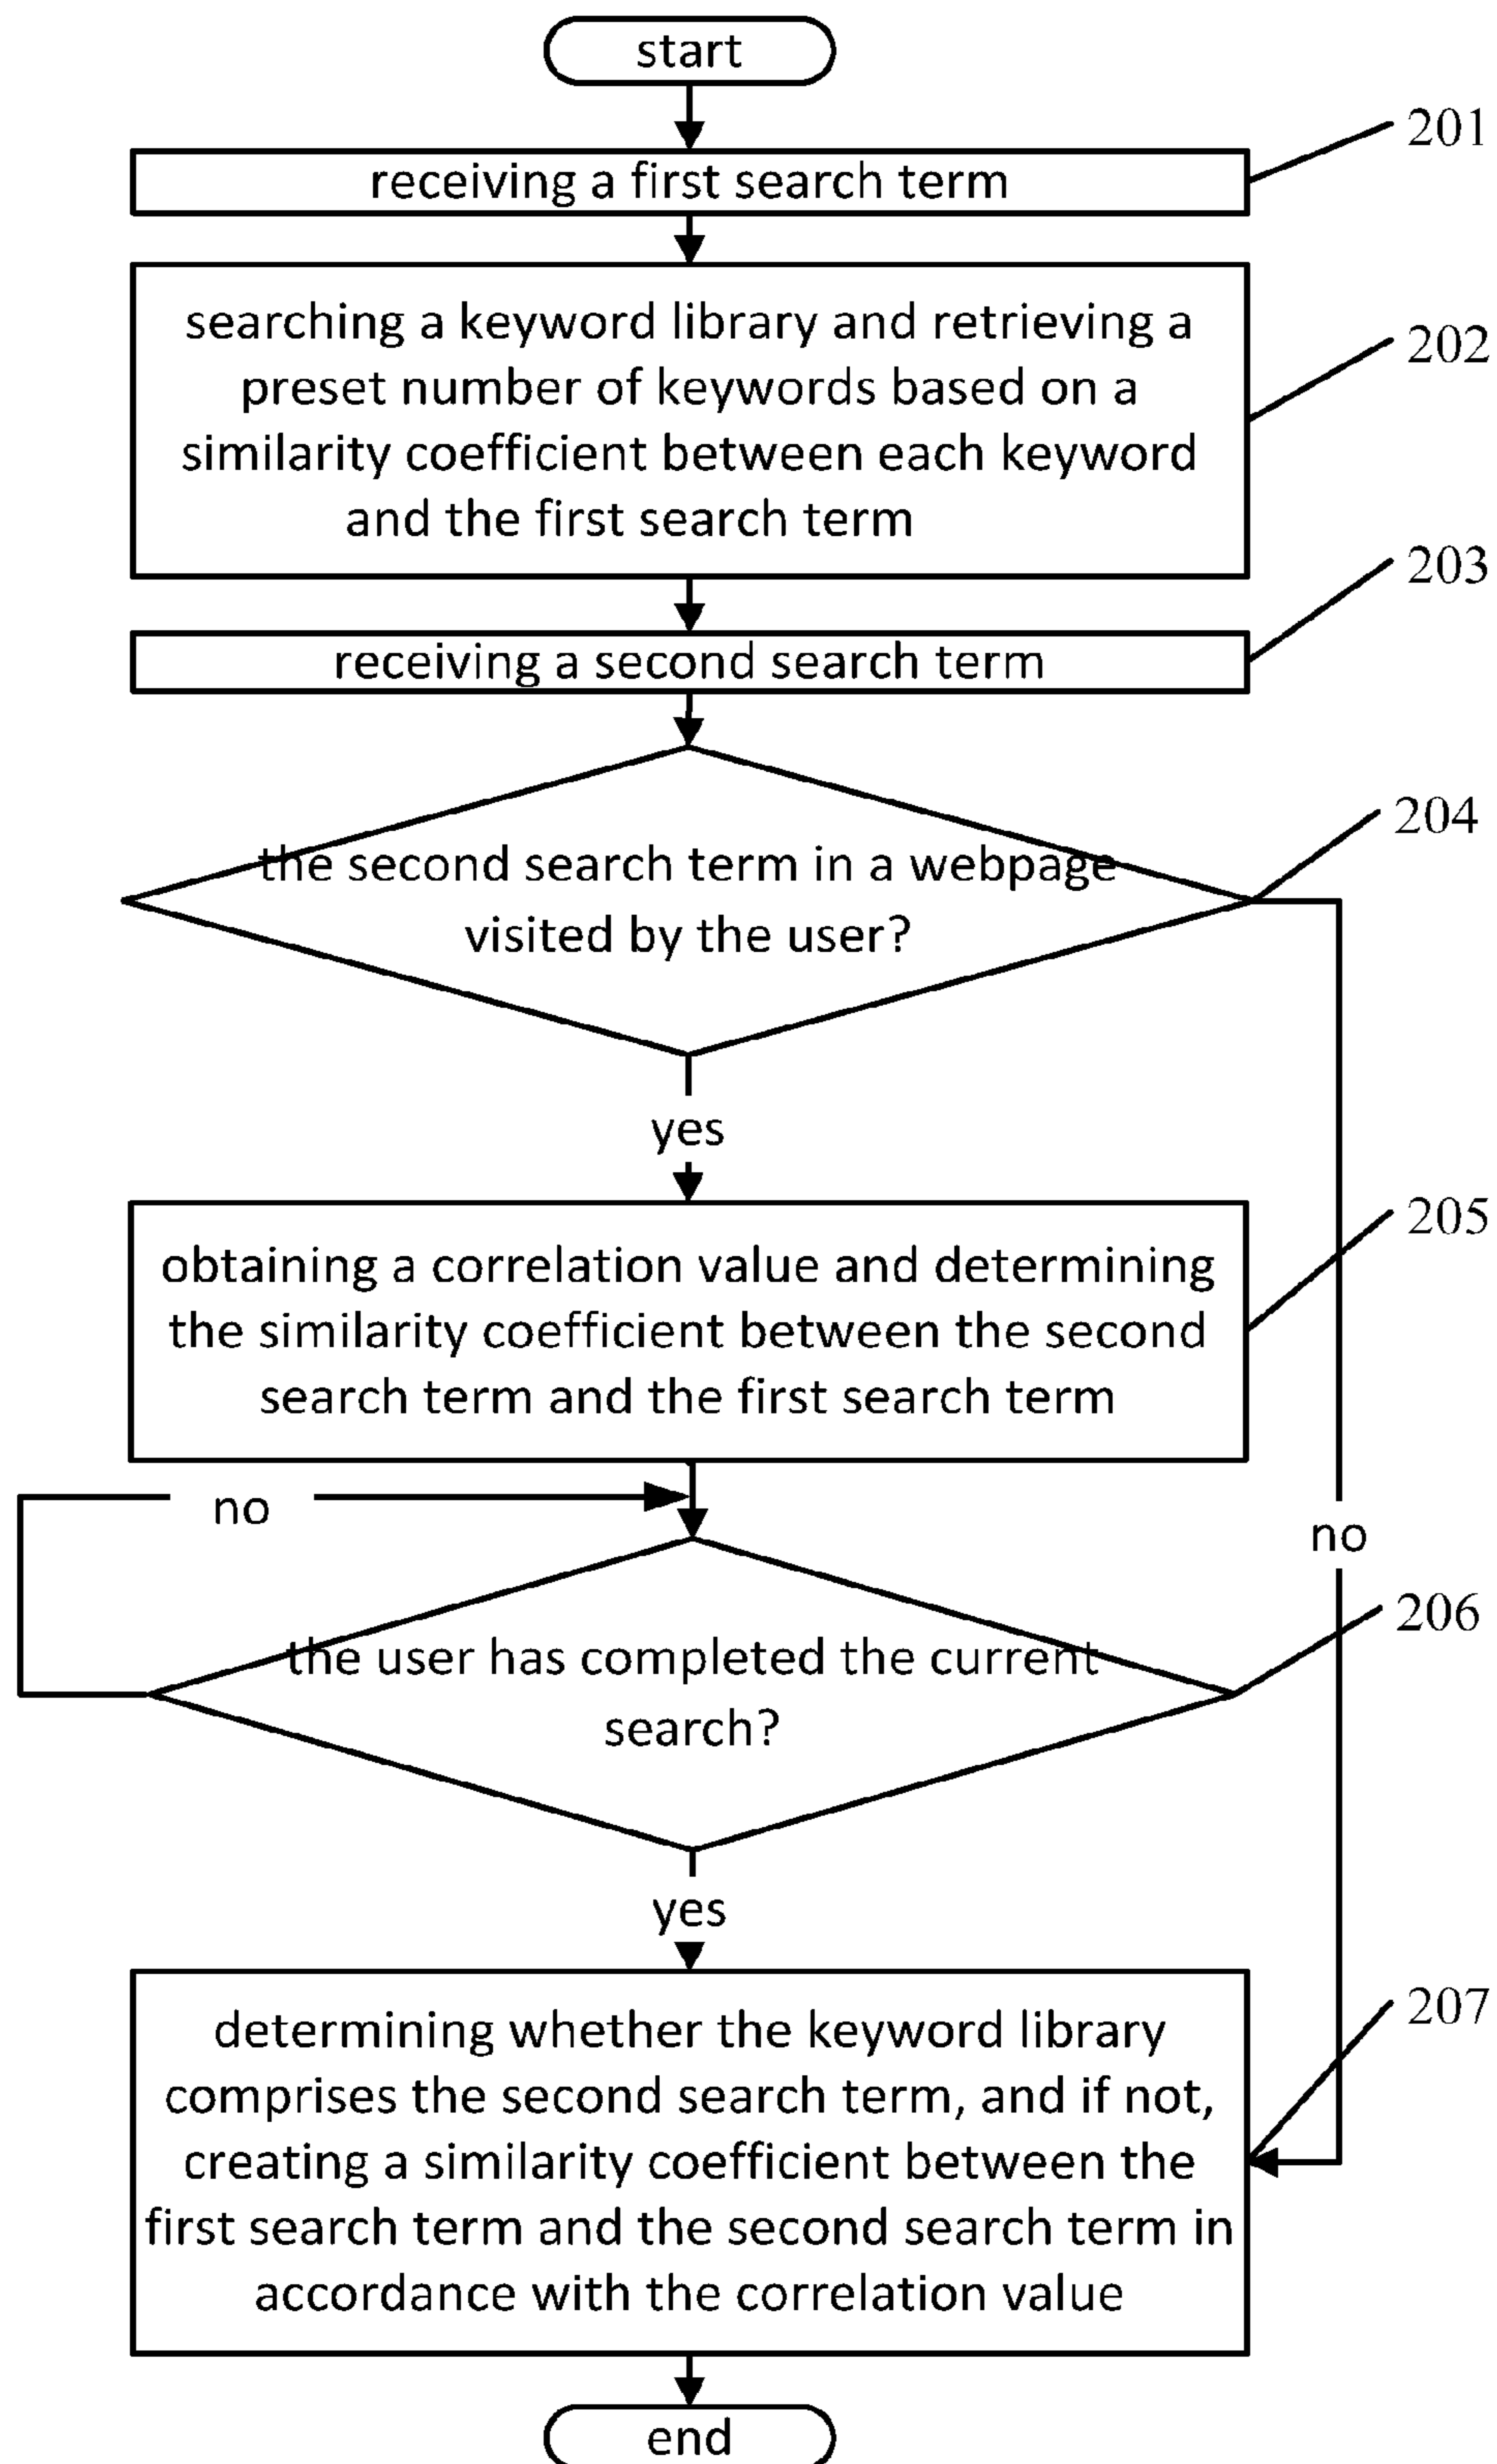 start
201
receiving a first search term
searching a keyword library and retrieving a
preset number of keywords based on a
similarity coefficient between each keyword
and the first search term
202
203
receiving a second search term
204
the second search term in a webpage
visited by the user?
yes
205
obtaining a correlation value and determining
the similarity coefficient between the second
search term and the first search term
no
no
206
the user has completed the current
search?
yes
207
determining whether the keyword library
comprises the second search term, and if not,
creating a similarity coefficient between the
first search term and the second search term in
accordance with the correlation value
end